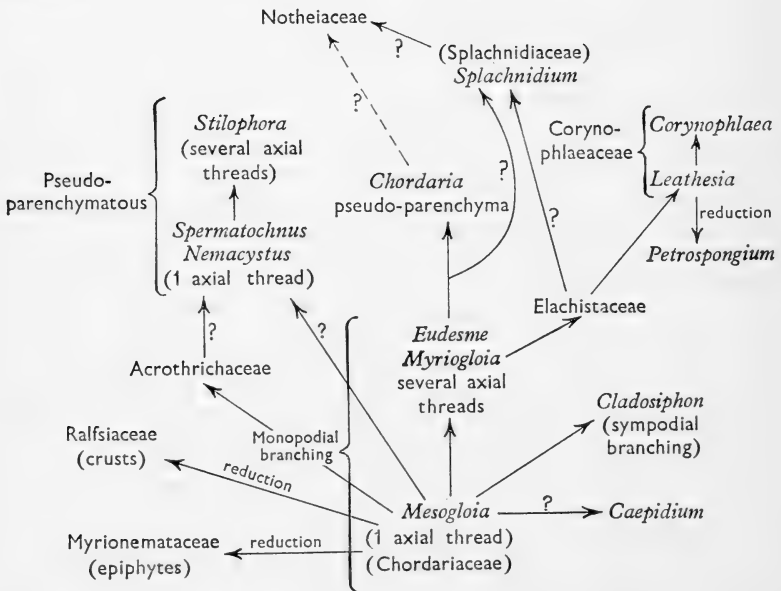 Notheiaceae
?
(Splachnidiaceae)
Splachnidium
?
Stilophora
(several axial
threads)
Pseudo-
parenchymatous
Spermatochnus
Nemacystus
(1 axial thread)
Chordaria
pseudo-parenchyma
?
?
Coryno-
phlaeaceae
Corynophlaea
Leathesia
reduction
Petrospongium
Elachistaceae
?
?
Acrothrichaceae
Eudesme
Myriogloia
several axial
threads
Cladosiphon
(sympodial
branching)
Ralfsiaceae
(crusts)
Monopodial
branching
reduction
Mesogloia
(1 axial thread)
(Chordariaceae)
?
Caepidium
Myrionemataceae
(epiphytes)
reduction